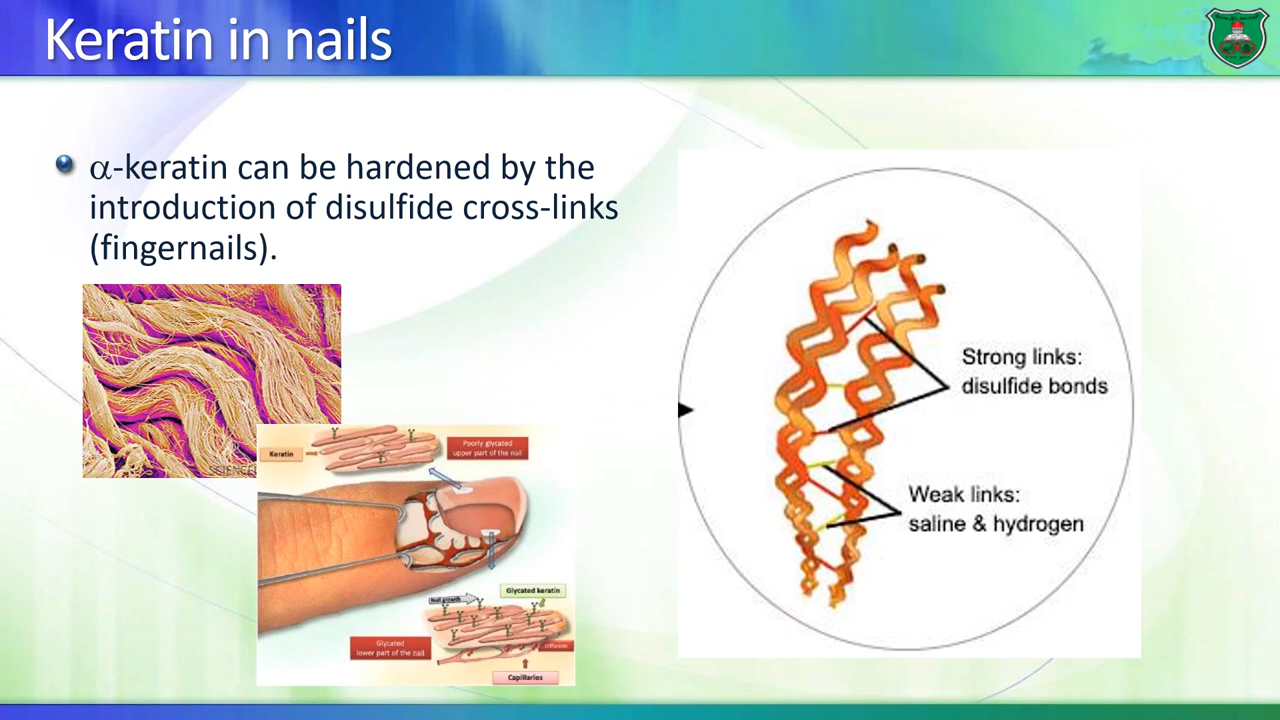 Keratin in nails
α-keratin can be hardened by the
introduction of disulfide cross-links
(fingernails).
SCIENCE
Keratin
Poorly glycated
upper part of the nail
Strong links:
disulfide bonds
Weak links:
saline & hydrogen
Nail growth
Glycated keratin
Glycated
lower part of the nail
Diffusion
Capillaries